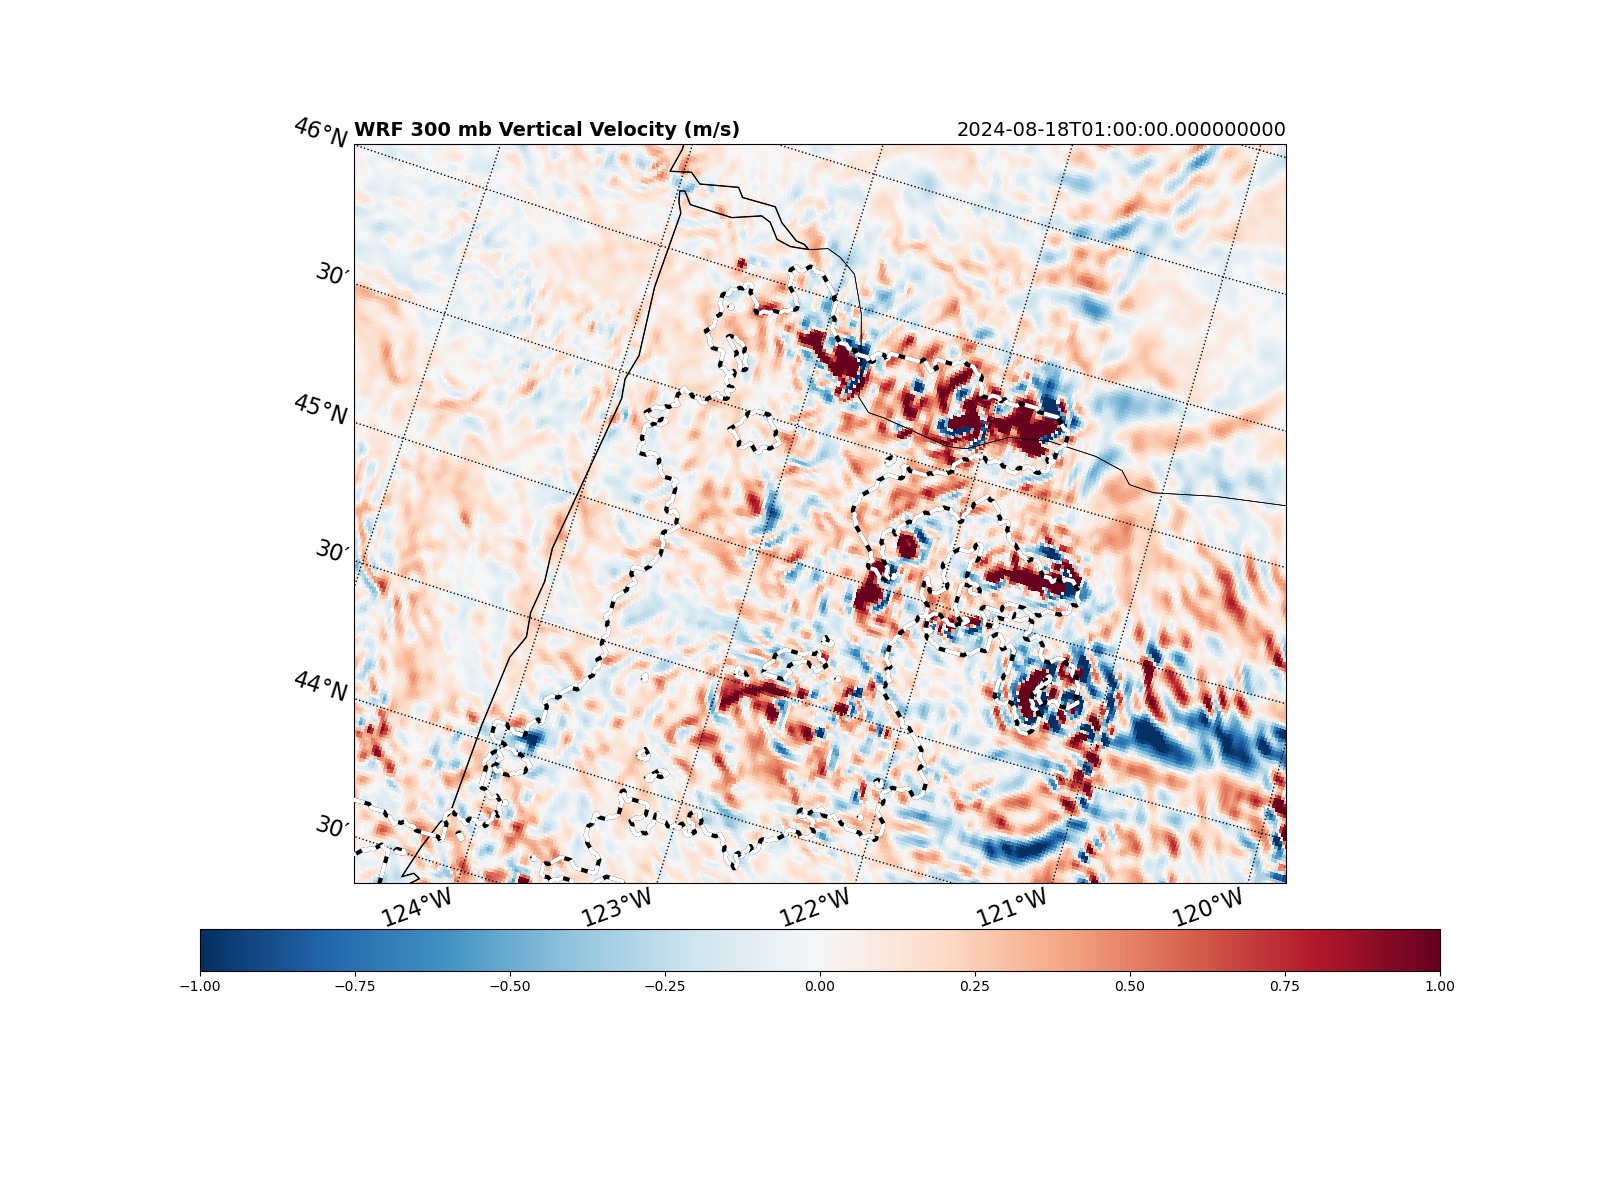 WRF 300 mb Vertical Velocity (m/s) 2024-08-18T01:00:00.000000000
46°N
30′
45°N
30′
44°N
30′
124°W 123°W 122°W 121°W 120°W
−1.00 −0.75 −0.50 −0.25 0.00 0.25 0.50 0.75 1.00